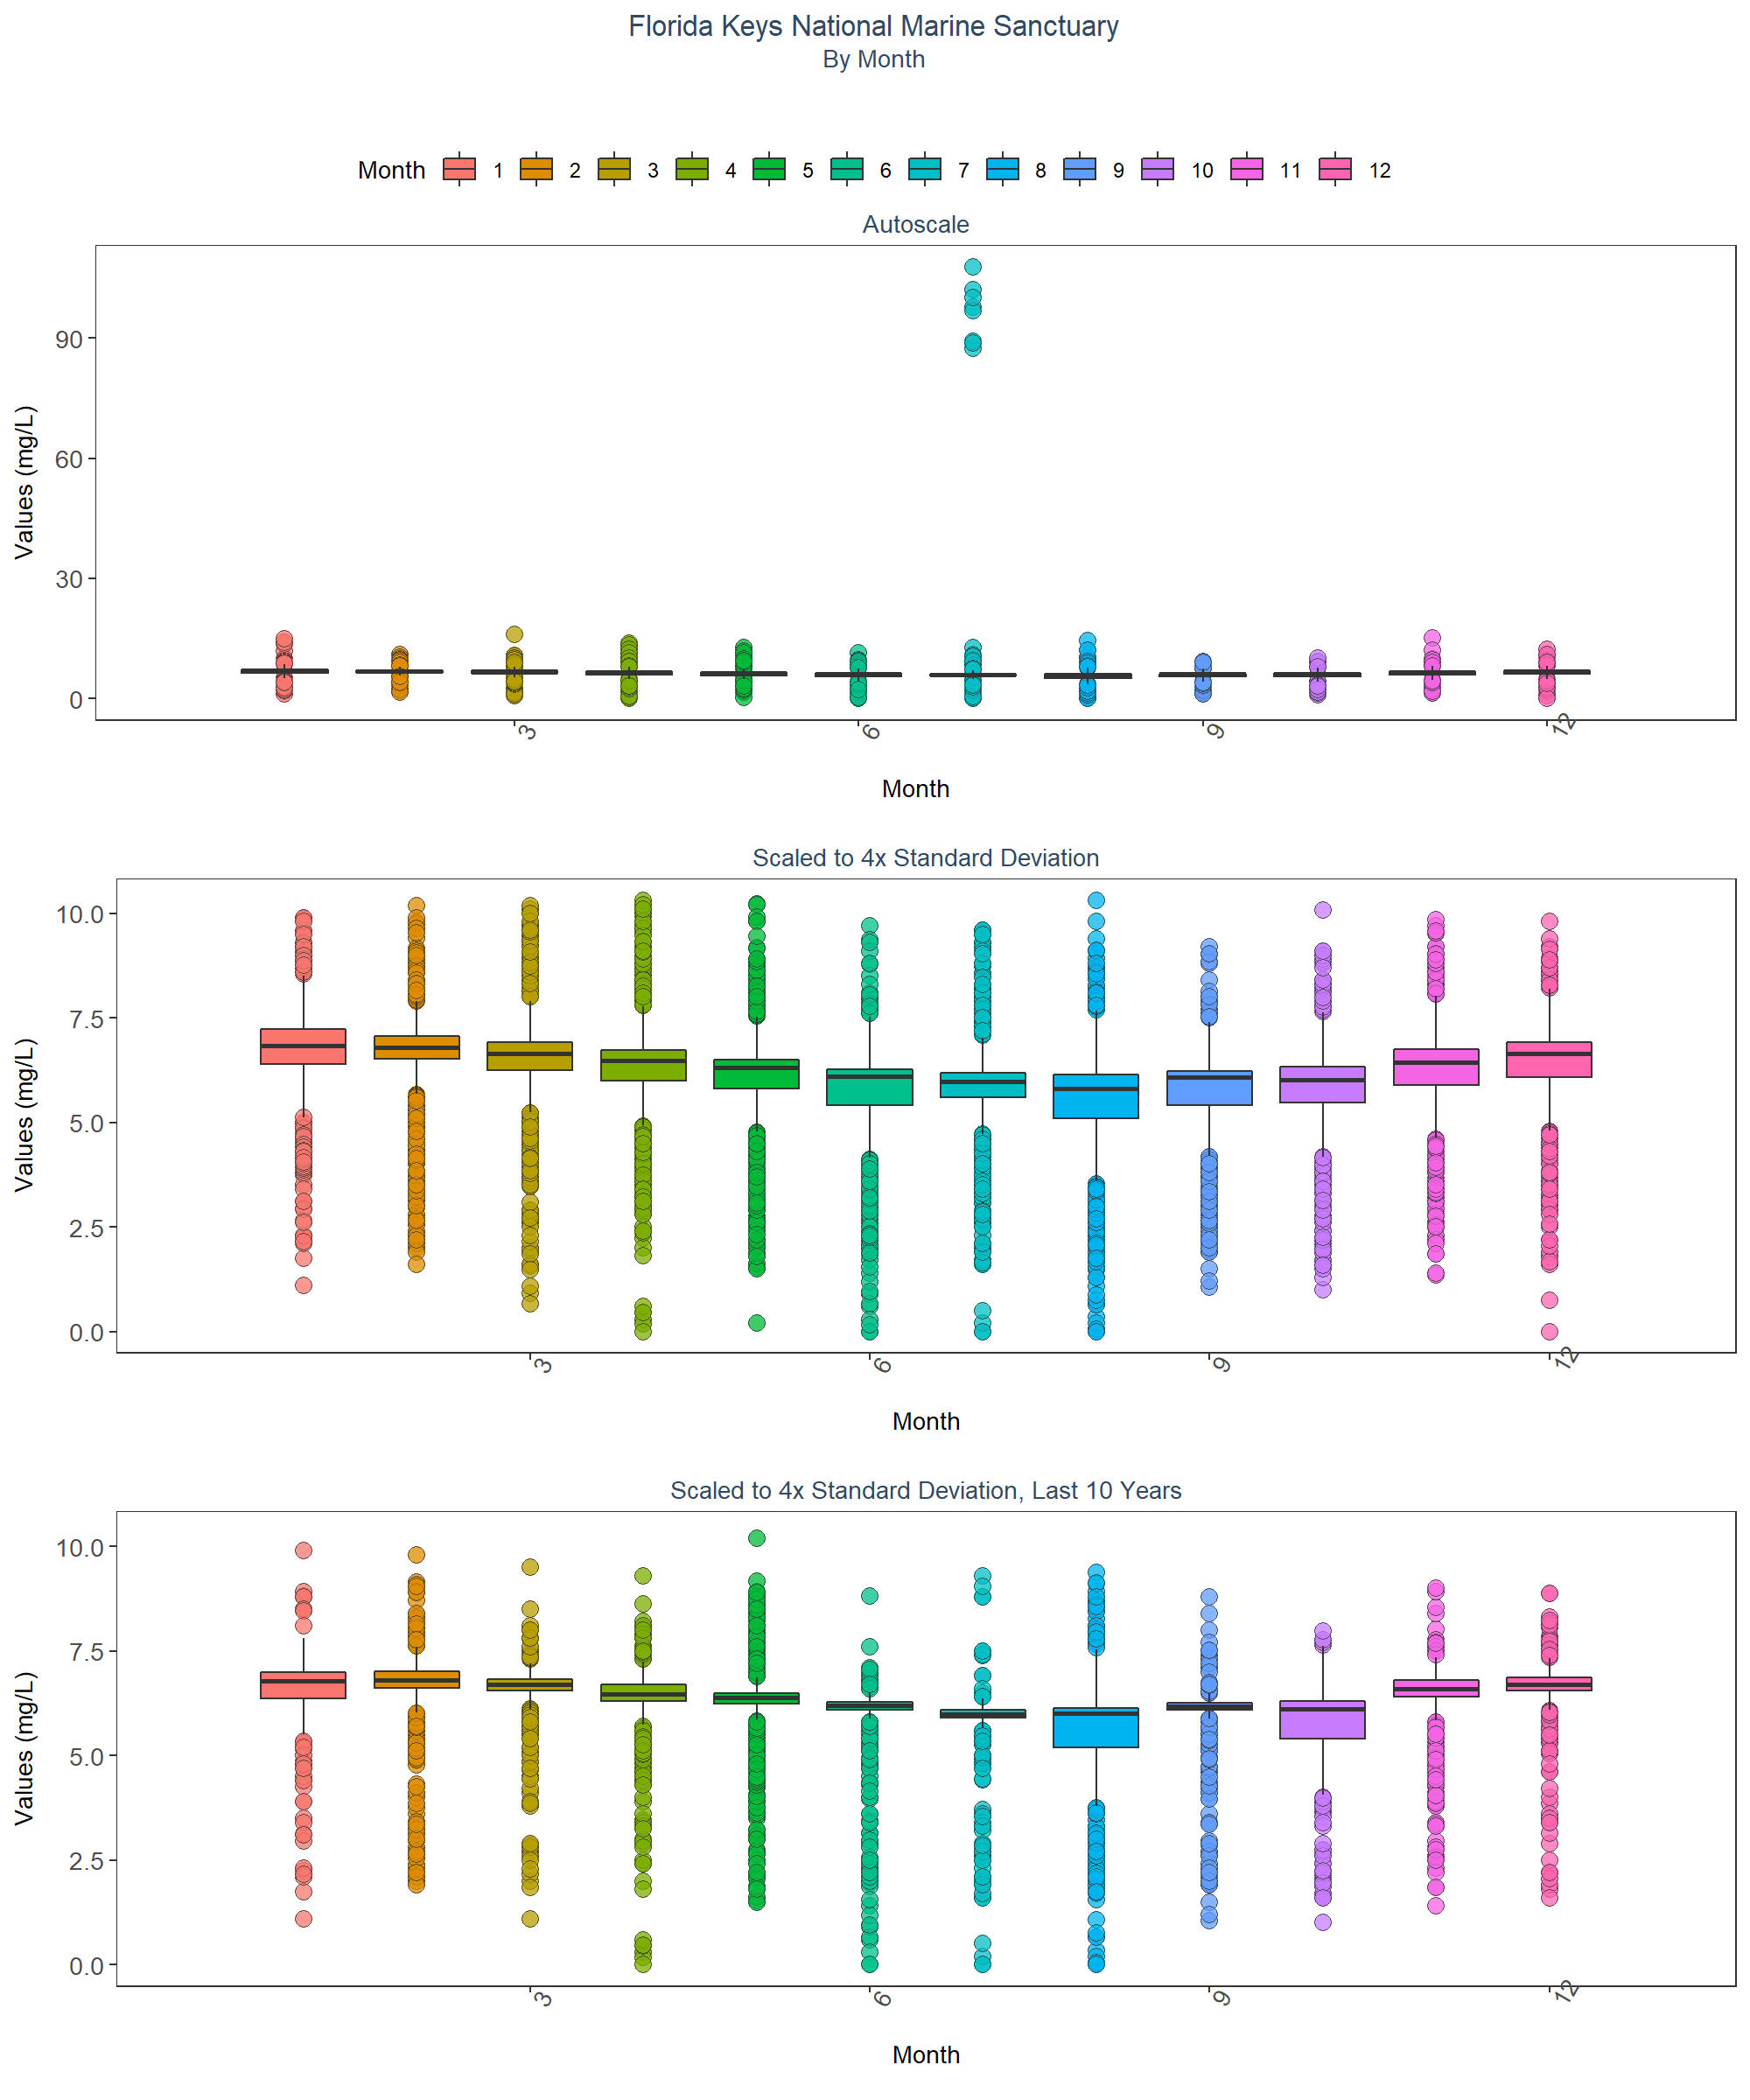 Florida Keys National Marine Sanctuary
By Month
Month 1 2 3 4 5 6 7 8 9 10 11 12
Autoscale
Values (mg/L)
90
60
30
0
3 6 9 12
Month
Scaled to 4x Standard Deviation
Values (mg/L)
10.0
7.5
5.0
2.5
0.0
3 6 9 12
Month
Scaled to 4x Standard Deviation, Last 10 Years
Values (mg/L)
10.0
7.5
5.0
2.5
0.0
3 6 9 12
Month